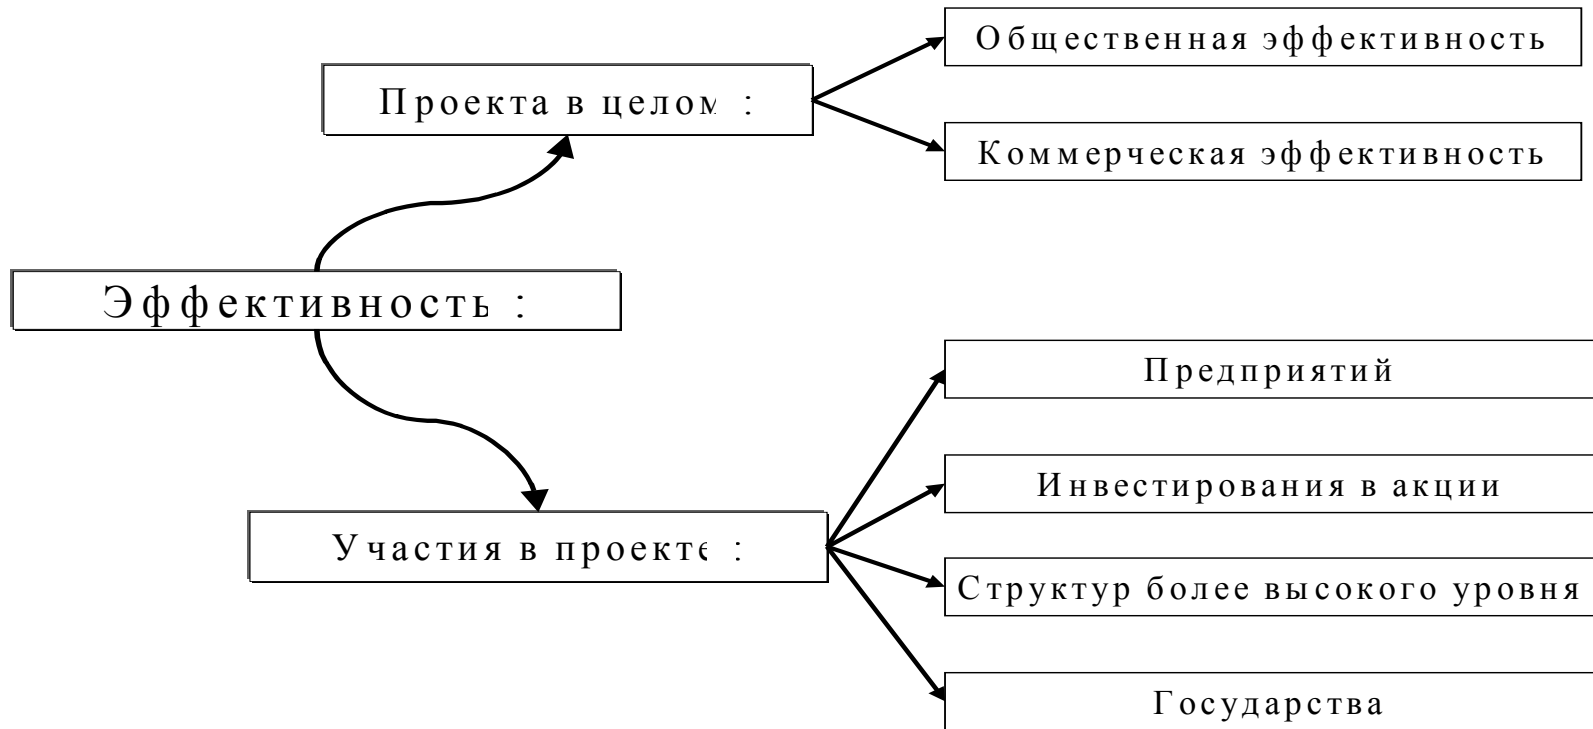 Общественная эффективность
Проекта в целом :
Коммерческая эффективность
Эффективность :
Предприятий
Инвестирования в акции
Участия в проекте :
Структур более высокого уровня
Государства